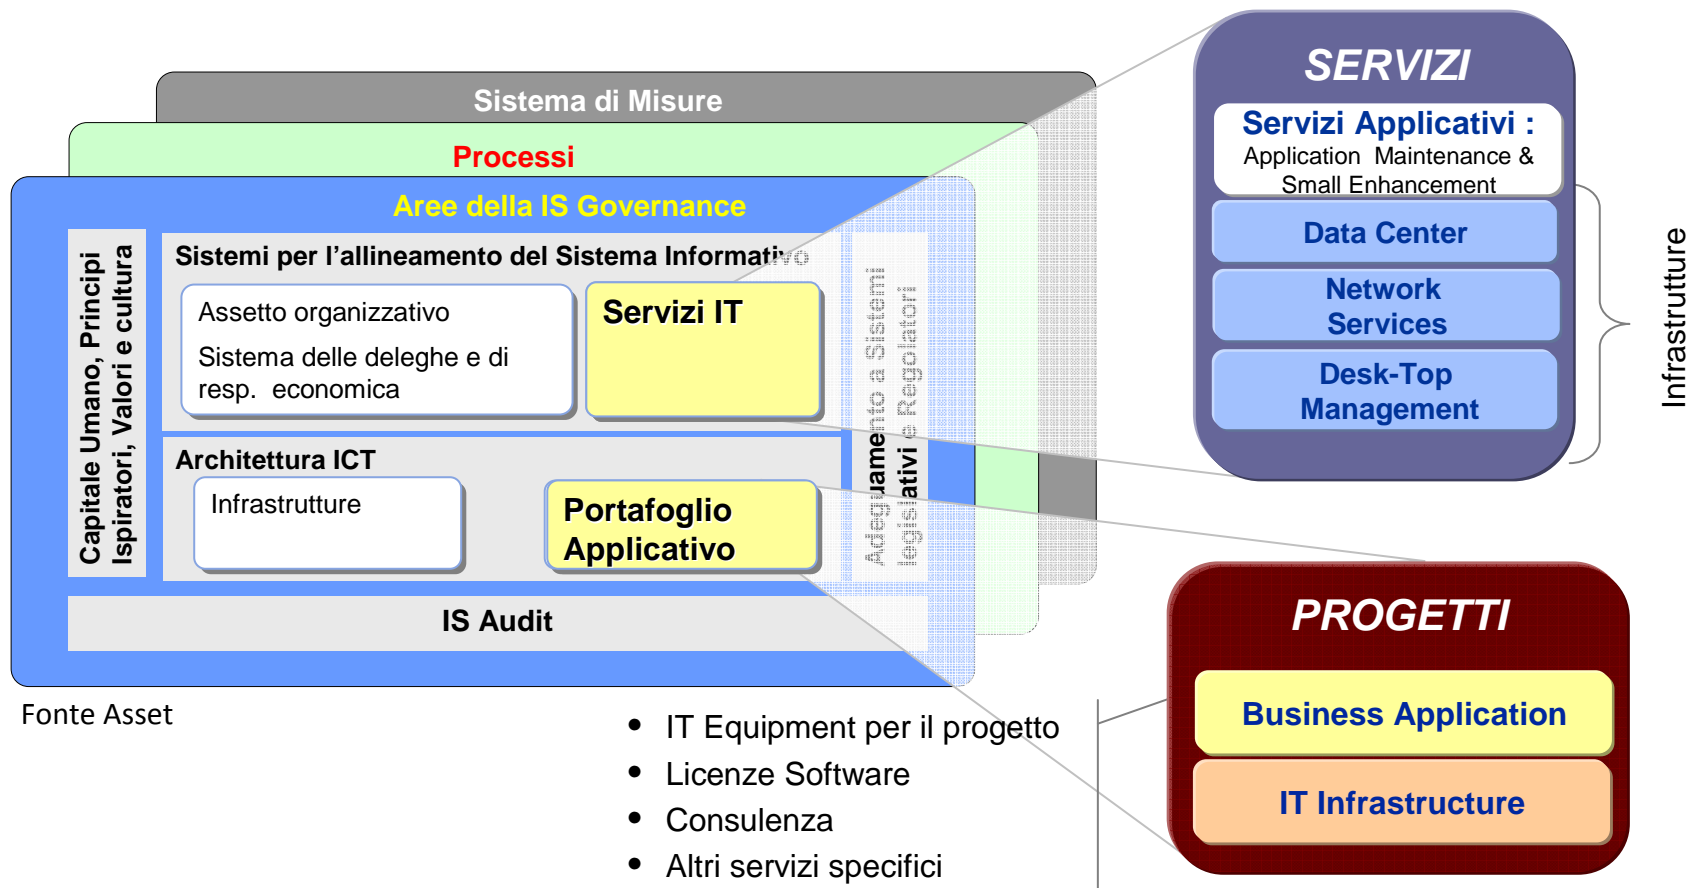 Sistema di Misure
Processi
Aree della IS Governance
Capitale Umano, Principi
Ispiratori, Valori e cultura
Sistemi per l'allineamento del Sistema Informativo
Assetto organizzativo
Sistema delle deleghe e di
resp. economica
Servizi IT
Architettura ICT
Infrastrutture
Portafoglio
Applicativo
Adeguamento a Sistemi
legislativi e Regolatori
IS Audit
Fonte Asset
SERVIZI
Servizi Applicativi :
Application Maintenance &
Small Enhancement
Data Center
Network
Services
Desk-Top
Management
Infrastrutture
PROGETTI
Business Application
IT Infrastructure
• IT Equipment per il progetto
• Licenze Software
• Consulenza
• Altri servizi specifici